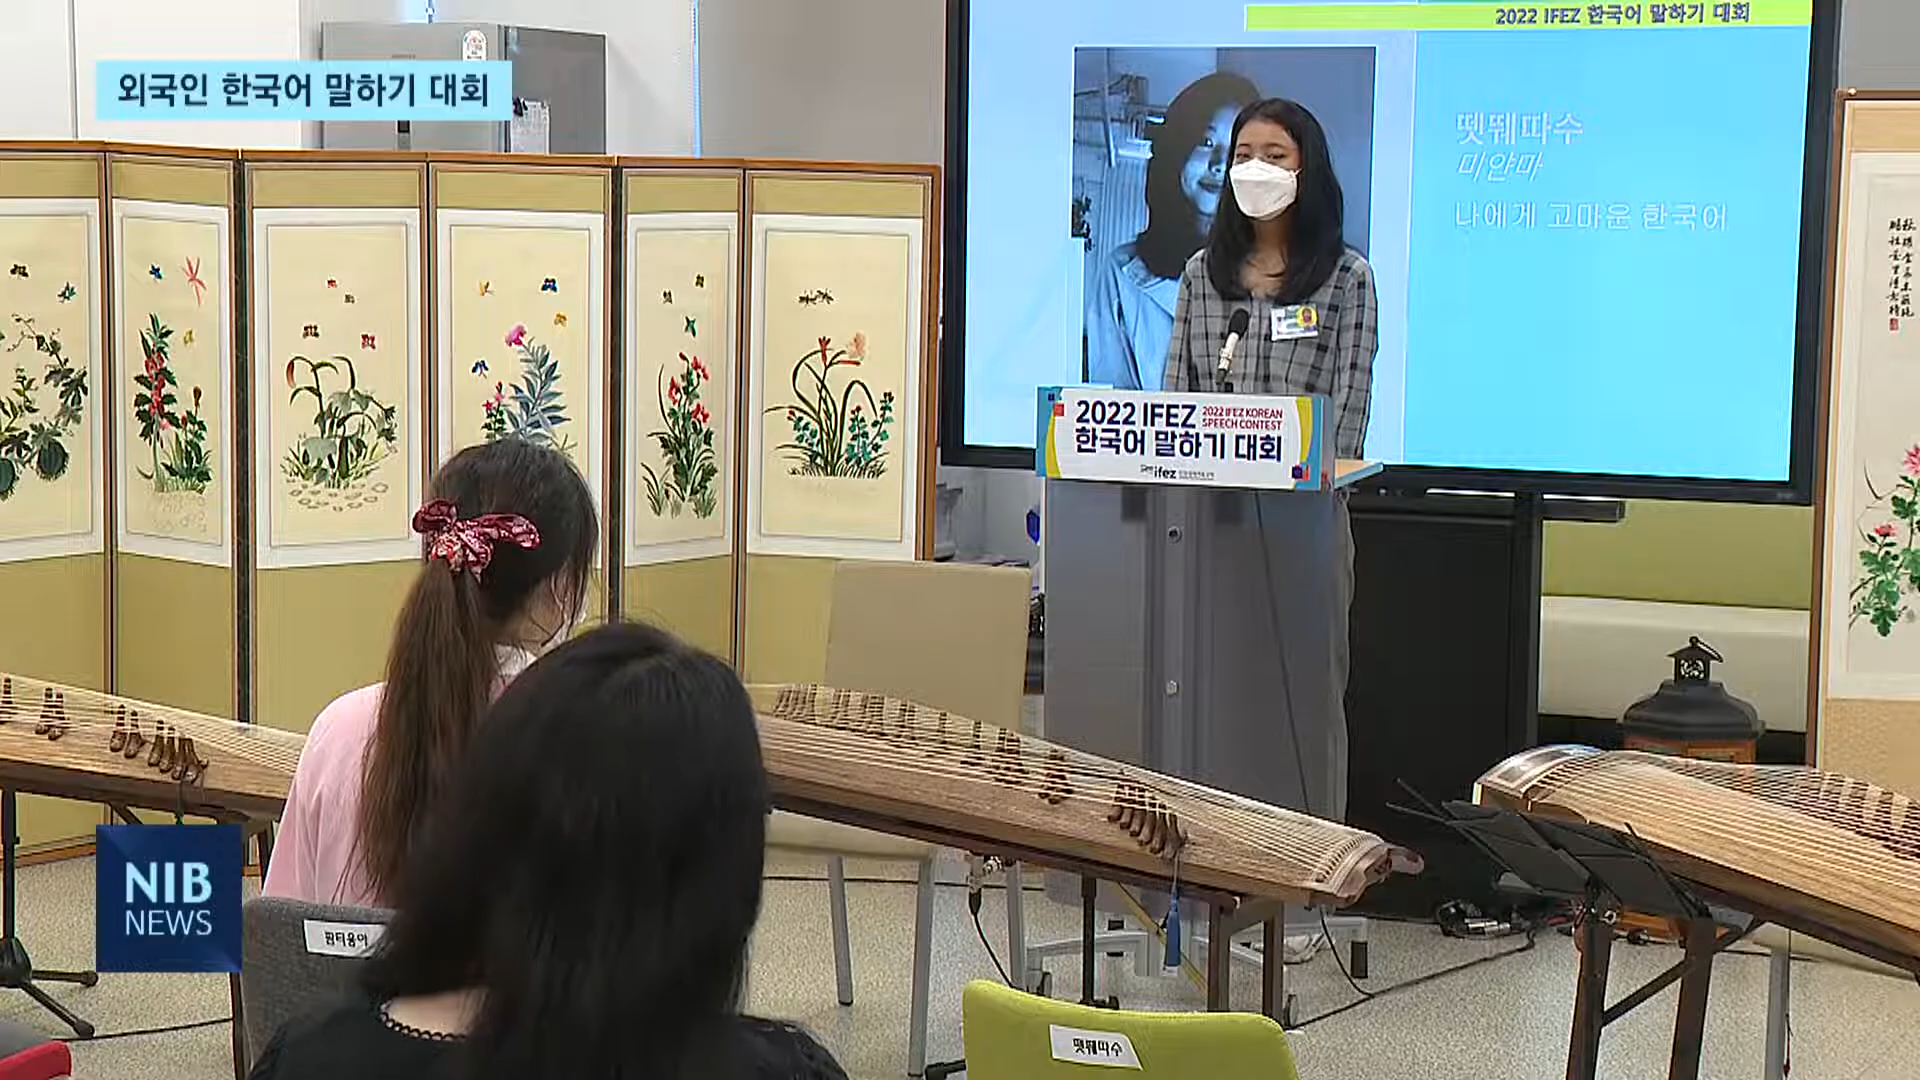 2022 IFEZ 한국어 말하기 대회
외국인 한국어 말하기 대회
뗏뛔따수
미얀마
나에게 고마운 한국어
2022 IFEZ
2022 IFEZ KOREAN
SPEECH CONTEST
한국어 말하기 대회
ifez
NIB
NEWS
뗏뛔따수